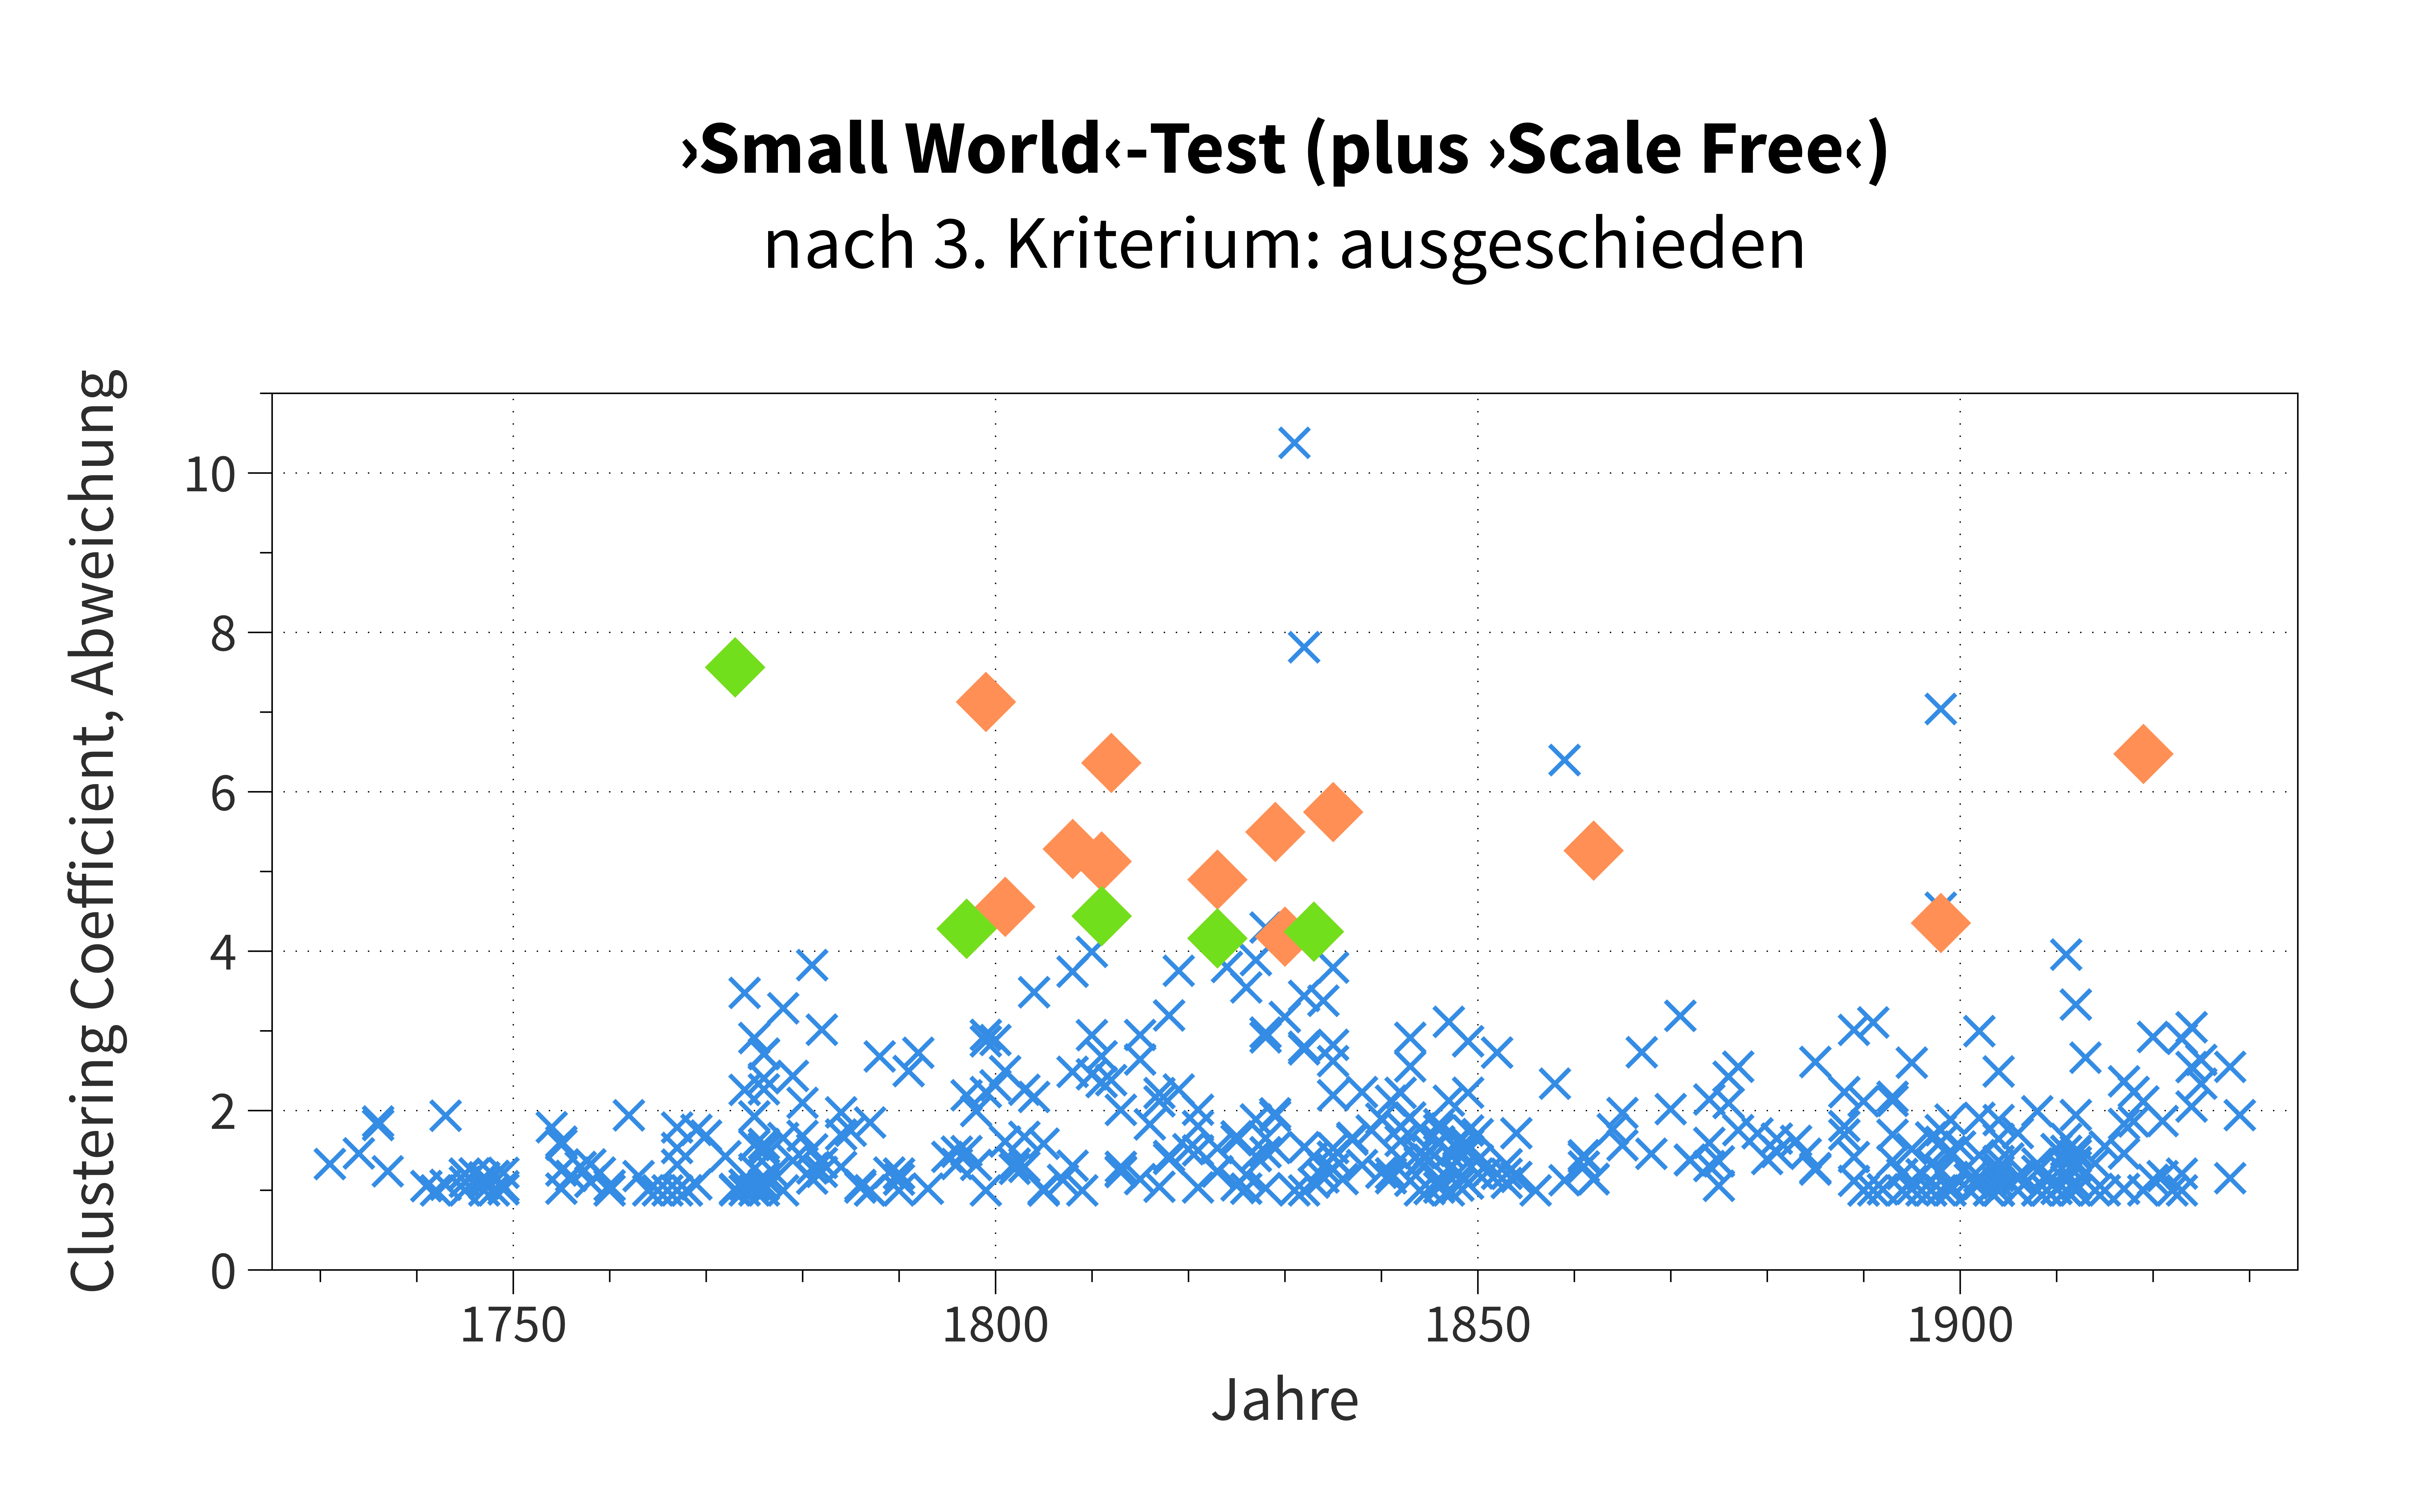 ›Small World‹-Test (plus ›Scale Free‹)
nach 3. Kriterium: ausgeschieden
Clustering Coefficient, Abweichung
10
8
6
4
2
0
1750
1800
1850
1900
Jahre